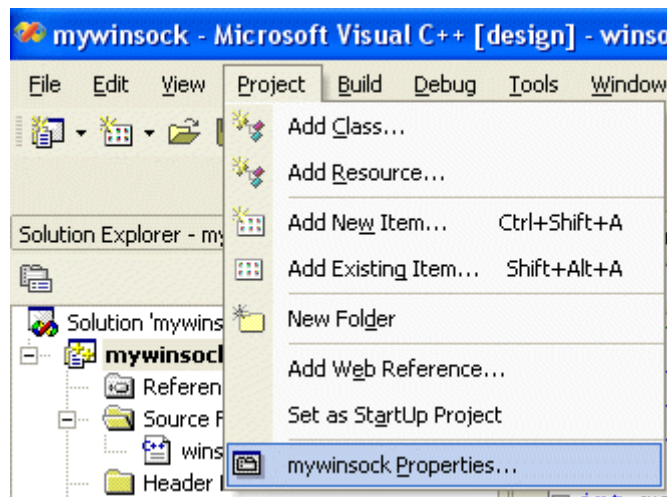 mywinsock - Microsoft Visual C++ [design] - winso
File Edit View Project Build Debug Tools Window
Add Class...
Add Resource...
Add New Item... Ctrl+Shift+A
Solution Explorer - my
Add Existing Item... Shift+Alt+A
Solution 'mywins
New Folder
mywinsock
Add Web Reference...
Referen
Source F
Set as StartUp Project
wins
mywinsock Properties...
Header